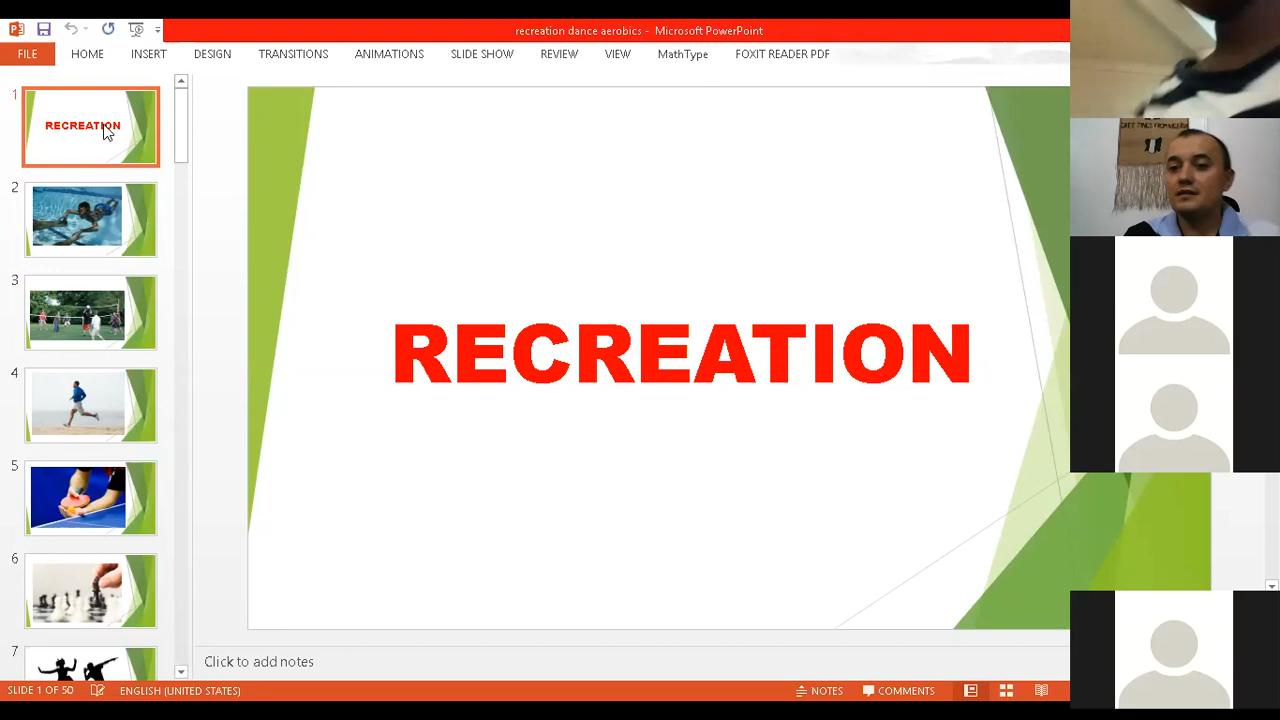 recreation dance aerobics - Microsoft PowerPoint
FILE HOME INSERT DESIGN TRANSITIONS ANIMATIONS SLIDE SHOW REVIEW VIEW MathType FOXIT READER PDF
1
RECREATION
2
3
4
5
6
7
RECREATION
Click to add notes
SLIDE 1 OF 50 ENGLISH (UNITED STATES) NOTES COMMENTS